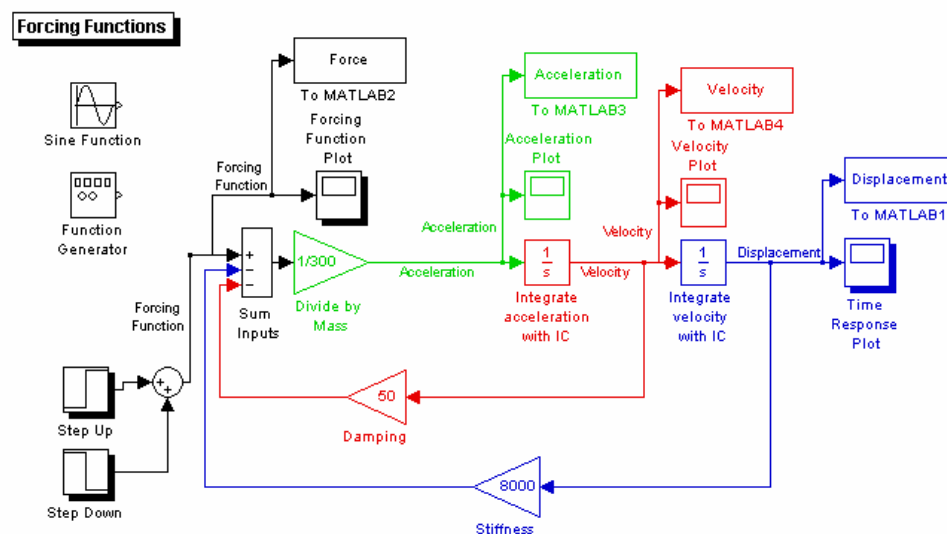 Forcing Functions
Force
To MATLAB2
Acceleration
To MATLAB3
Velocity
To MATLAB4
Sine Function
Forcing
Function
Plot
Acceleration
Plot
Velocity
Plot
Displacement
To MATLAB1
Forcing
Function
Function
Generator
Acceleration
Velocity
+
−
−
1/300
Acceleration
1
s
Velocity
1
s
Displacement
Sum
Inputs
Divide by
Mass
Integrate
acceleration
with IC
Integrate
velocity
with IC
Time
Response
Plot
Forcing
Function
+
+
Step Up
50
Damping
Step Down
8000
Stiffness